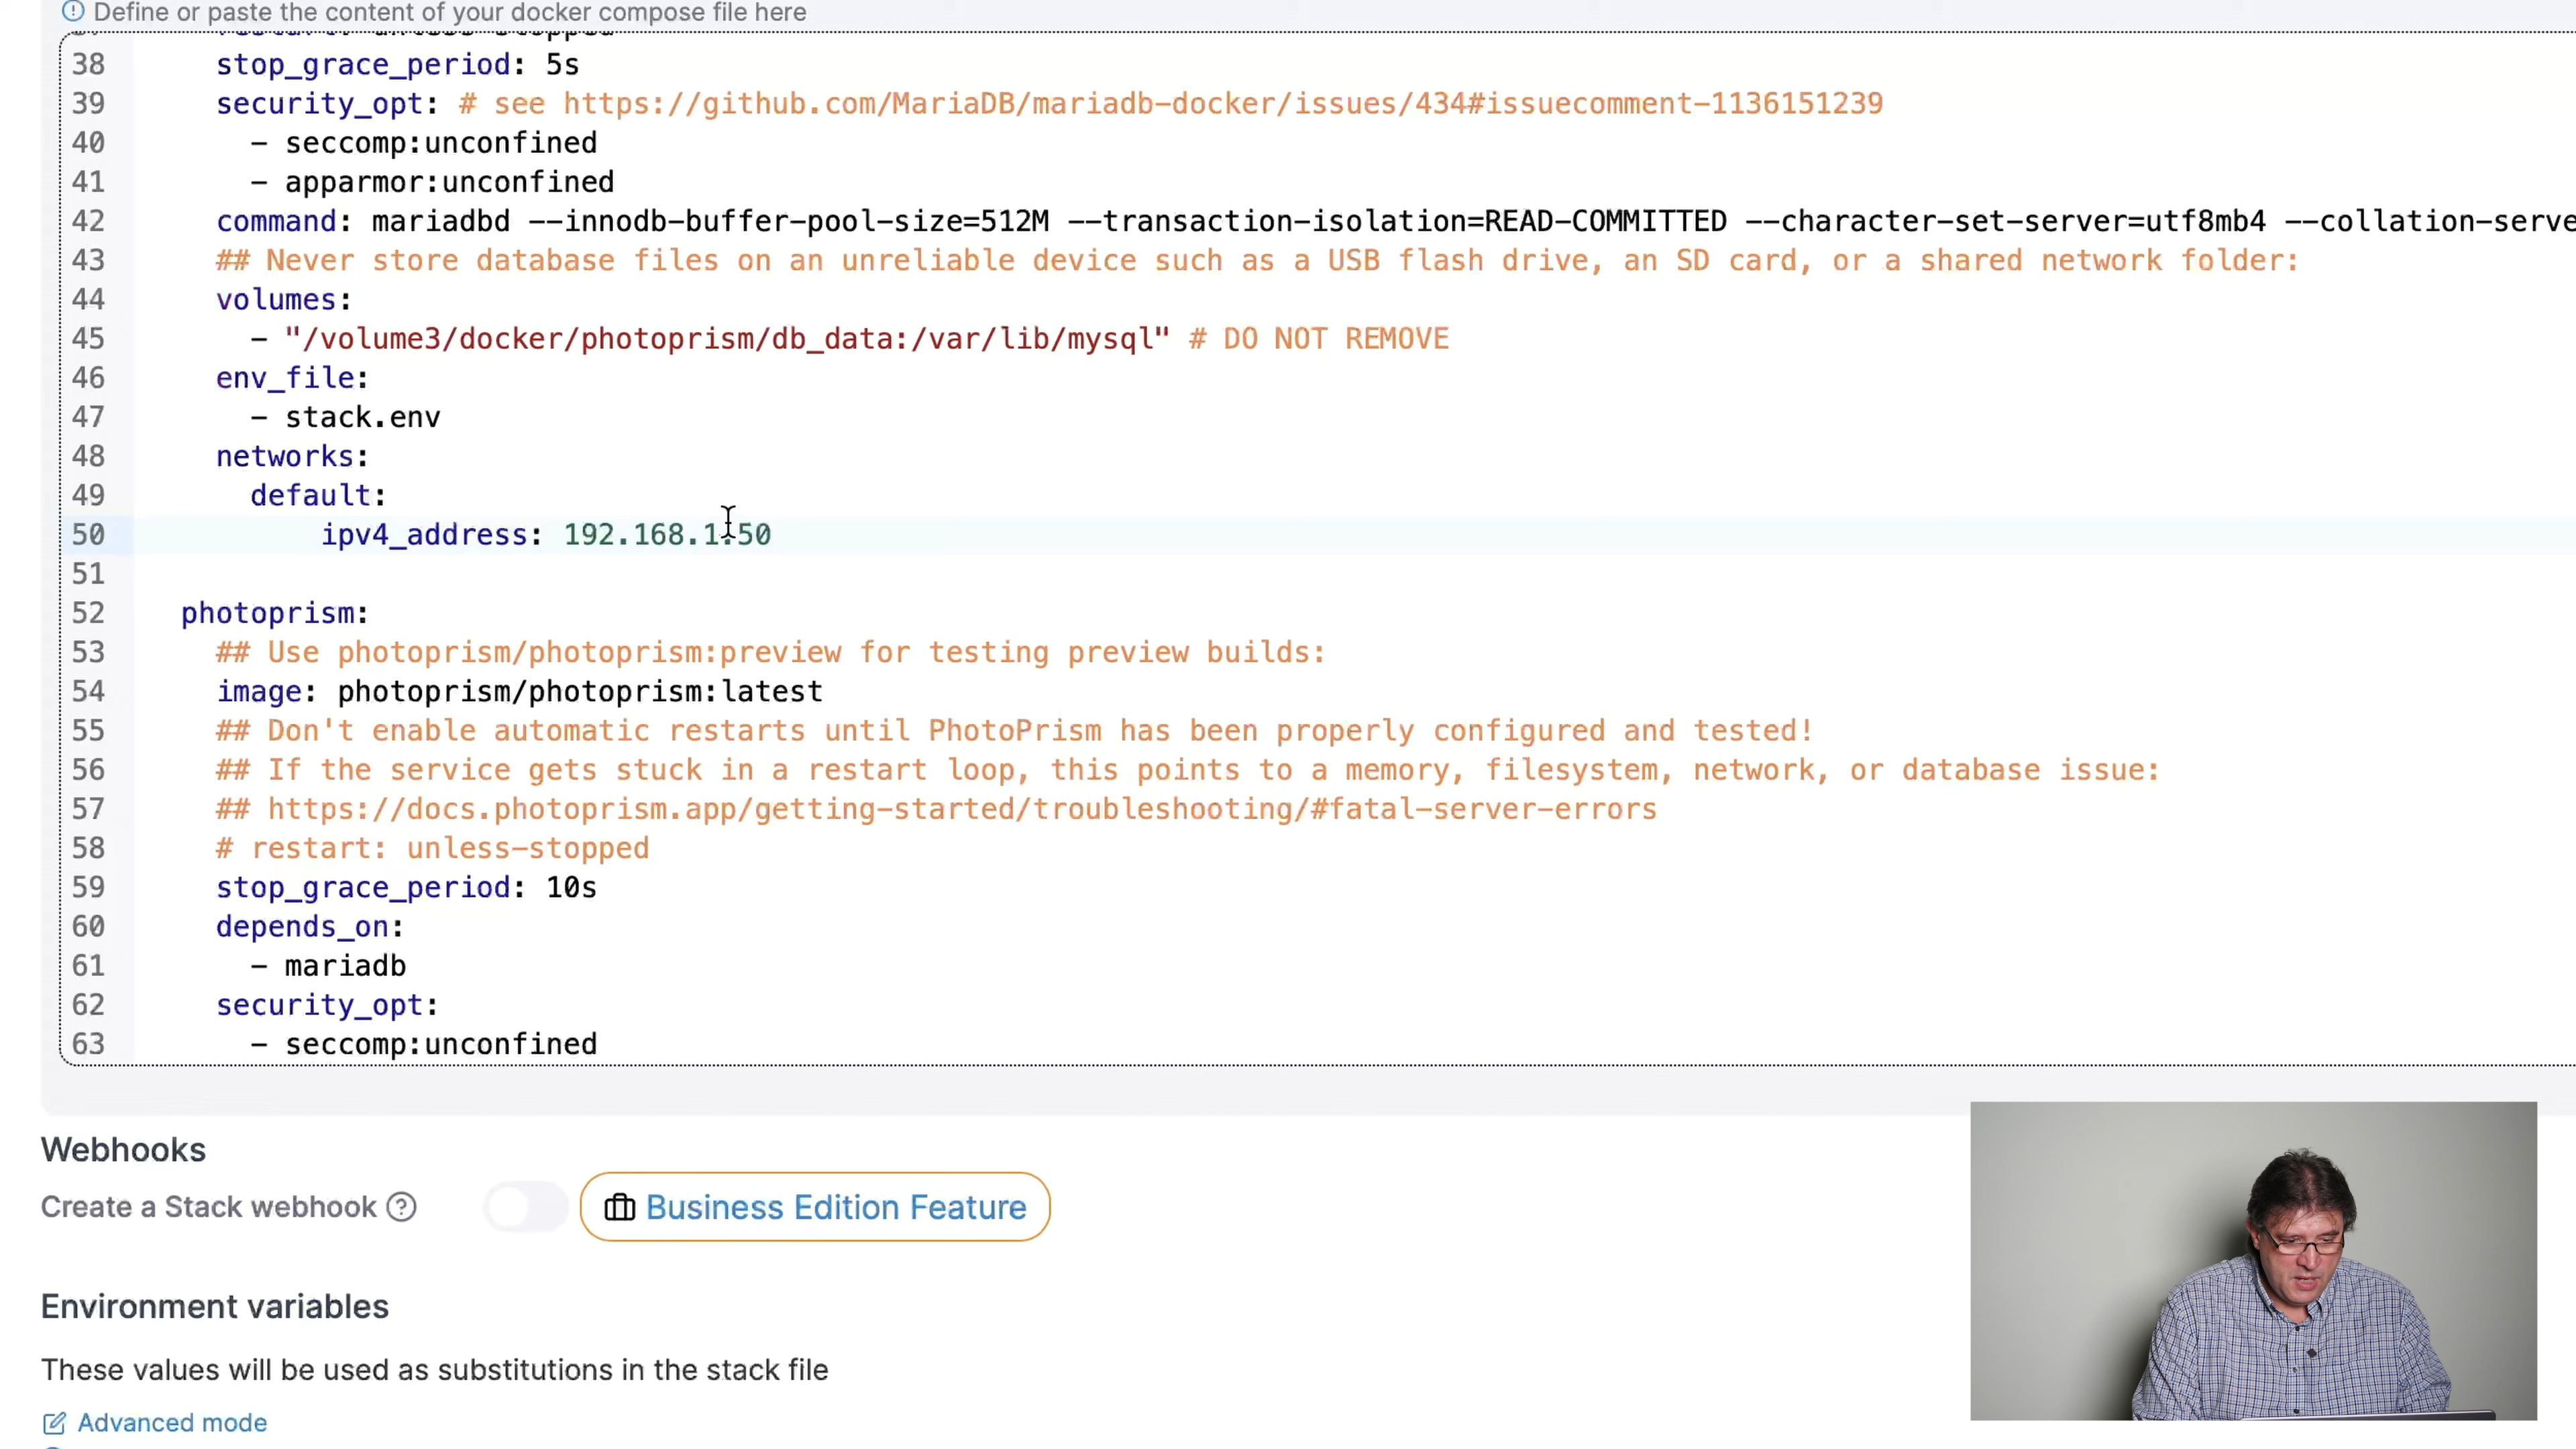 Define or paste the content of your docker compose file here
38 stop_grace_period: 5s
39 security_opt: # see https://github.com/MariaDB/mariadb-docker/issues/434#issuecomment-1136151239
40 - seccomp:unconfined
41 - apparmor:unconfined
42 command: mariadbd --innodb-buffer-pool-size=512M --transaction-isolation=READ-COMMITTED --character-set-server=utf8mb4 --collation-serve
43 ## Never store database files on an unreliable device such as a USB flash drive, an SD card, or a shared network folder:
44 volumes:
45 - "/volume3/docker/photoprism/db_data:/var/lib/mysql" # DO NOT REMOVE
46 env_file:
47 - stack.env
48 networks:
49 default:
50 ipv4_address: 192.168.1.50
51
52 photoprism:
53 ## Use photoprism/photoprism:preview for testing preview builds:
54 image: photoprism/photoprism:latest
55 ## Don't enable automatic restarts until PhotoPrism has been properly configured and tested!
56 ## If the service gets stuck in a restart loop, this points to a memory, filesystem, network, or database issue:
57 ## https://docs.photoprism.app/getting-started/troubleshooting/#fatal-server-errors
58 # restart: unless-stopped
59 stop_grace_period: 10s
60 depends_on:
61 - mariadb
62 security_opt:
63 - seccomp:unconfined
Webhooks
Create a Stack webhook
Business Edition Feature
Environment variables
These values will be used as substitutions in the stack file
Advanced mode